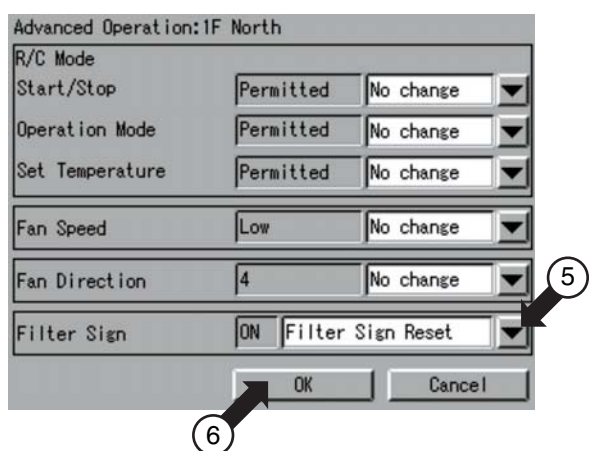 Advanced Operation:1F North
R/C Mode
Start/Stop Permitted No change
Operation Mode Permitted No change
Set Temperature Permitted No change
Fan Speed Low No change
Fan Direction 4 No change
5
Filter Sign ON Filter Sign Reset
OK Cancel
6